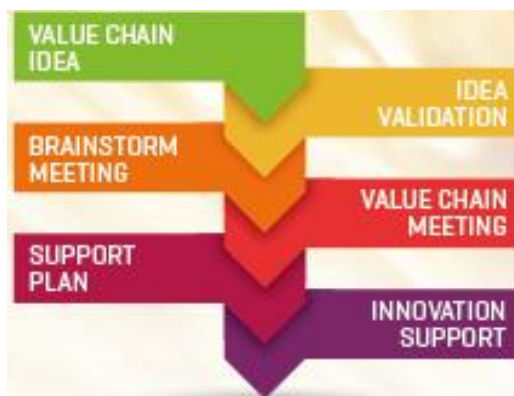 VALUE CHAIN
IDEA
IDEA
VALIDATION
BRAINSTORM
MEETING
VALUE CHAIN
MEETING
SUPPORT
PLAN
INNOVATION
SUPPORT